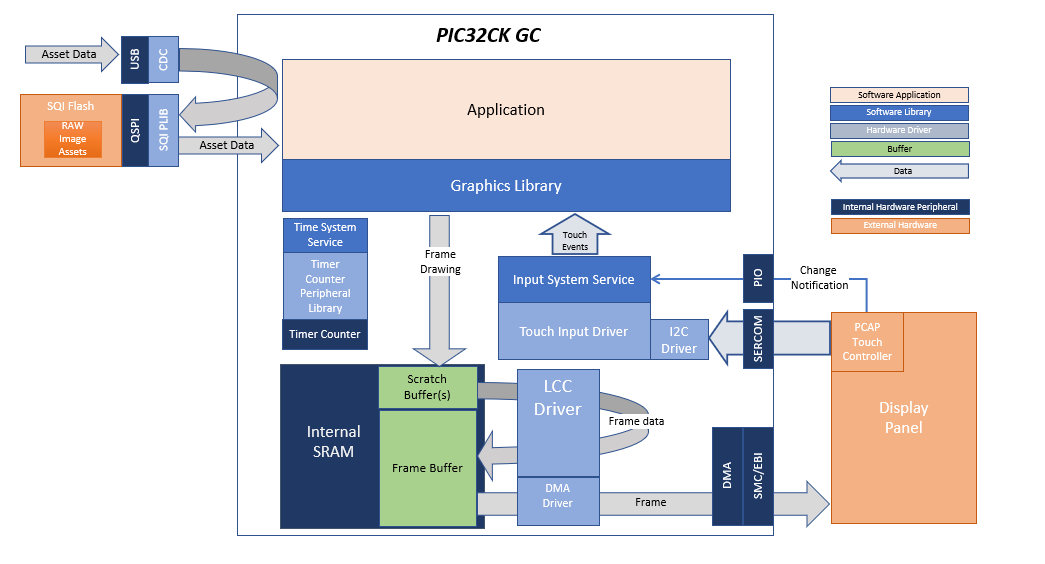 PIC32CK GC
Asset Data
USB
CDC
SQI Flash
RAW
Image
Assets
QSPI
SQI PLIB
Asset Data
Application
Graphics Library
Software Application
Software Library
Hardware Driver
Buffer
Data
Internal Hardware Peripheral
External Hardware
Time System
Service
Timer
Counter
Peripheral
Library
Timer Counter
Frame
Drawing
Touch
Events
Input System Service
Touch Input Driver
I2C
Driver
PIO
Change
Notification
SERCOM
PCAP
Touch
Controller
Display
Panel
Internal
SRAM
Scratch
Buffer(s)
Frame Buffer
LCC
Driver
Frame data
DMA
Driver
Frame
DMA
SMC/EBI